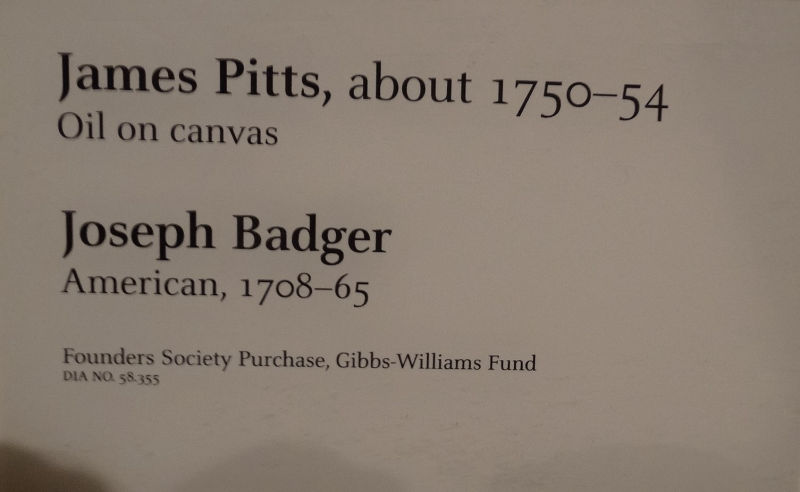 James Pitts, about 1750–54
Oil on canvas
Joseph Badger
American, 1708–65
Founders Society Purchase, Gibbs-Williams Fund
DIA NO. 58.355